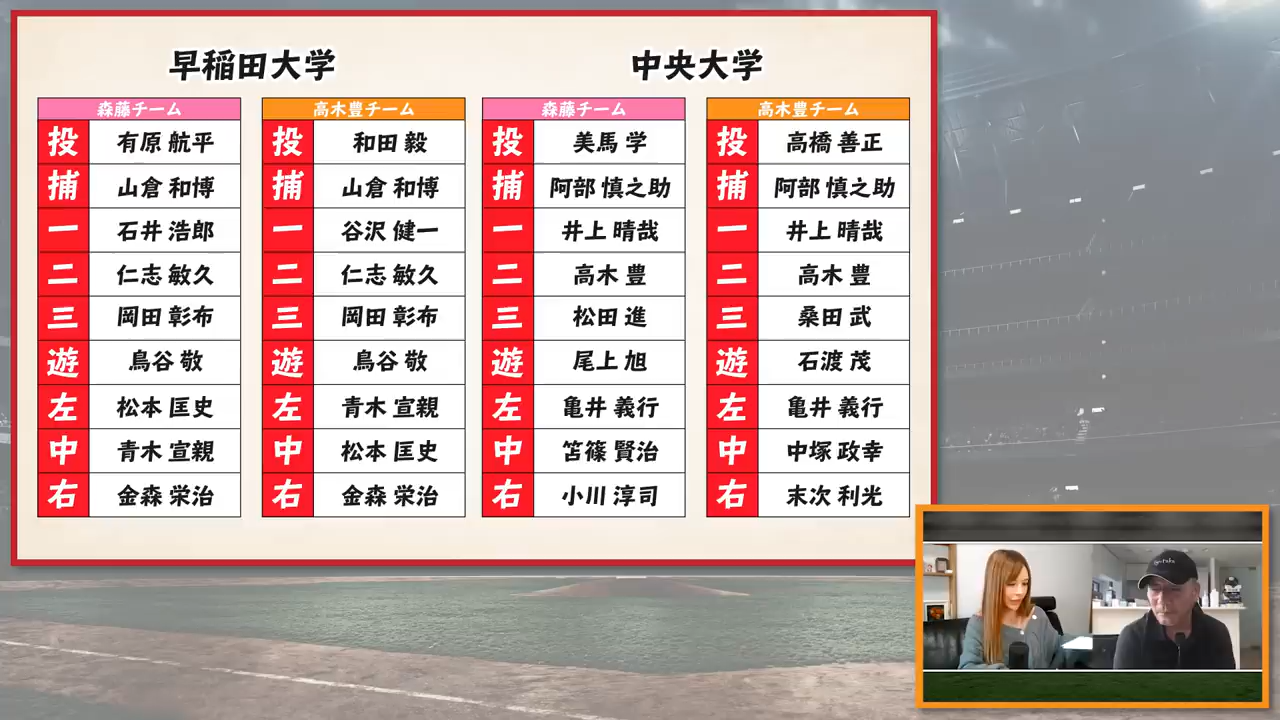 早稲田大学
中央大学
森藤チーム
高木豊チーム
森藤チーム
高木豊チーム
投 有原 航平 投 和田 毅 投 美馬 学 投 高橋 善正
捕 山倉 和博 捕 山倉 和博 捕 阿部 慎之助 捕 阿部 慎之助
一 石井 浩郎 一 谷沢 健一 一 井上 晴哉 一 井上 晴哉
二 仁志 敏久 二 仁志 敏久 二 高木 豊 二 高木 豊
三 岡田 彰布 三 岡田 彰布 三 松田 進 三 桑田 武
遊 鳥谷 敬 遊 鳥谷 敬 遊 尾上 旭 遊 石渡 茂
左 松本 匡史 左 青木 宣親 左 亀井 義行 左 亀井 義行
中 青木 宣親 中 松本 匡史 中 笘篠 賢治 中 中塚 政幸
右 金森 栄治 右 金森 栄治 右 小川 淳司 右 末次 利光